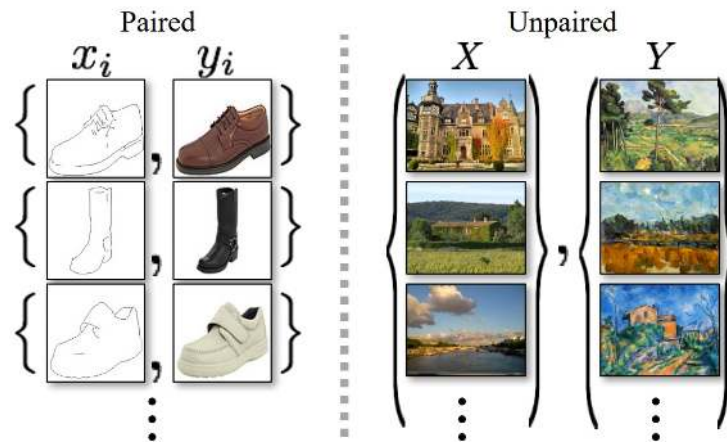 Paired
Unpaired
x_i y_i
X Y
{ , }
{ , }
{ , }
{ } , { }